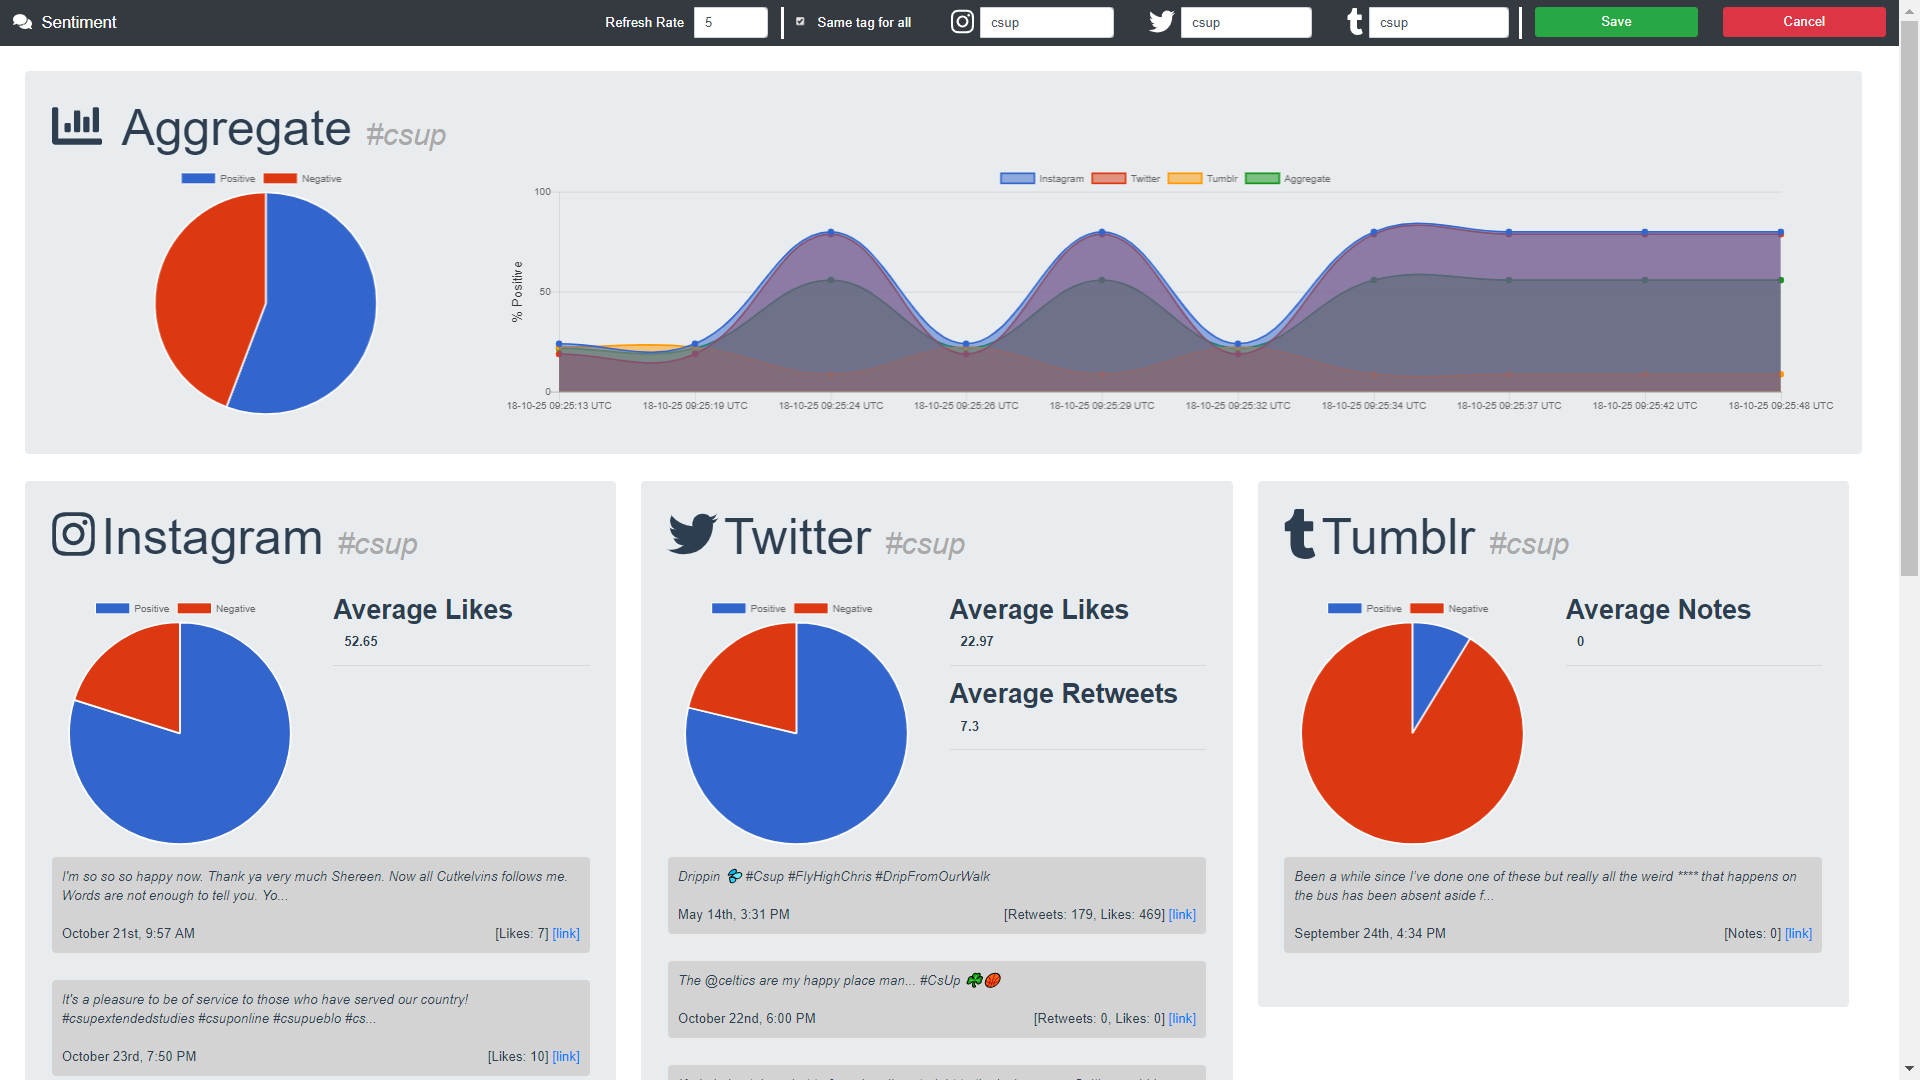 Sentiment
Refresh Rate 5 Same tag for all csup csup csup Save Cancel
Aggregate #csup
Positive Negative
Instagram Twitter Tumblr Aggregate
100
50
0
% Positive
18-10-25 09:25:13 UTC 18-10-25 09:25:19 UTC 18-10-25 09:25:24 UTC 18-10-25 09:25:26 UTC 18-10-25 09:25:29 UTC 18-10-25 09:25:32 UTC 18-10-25 09:25:34 UTC 18-10-25 09:25:37 UTC 18-10-25 09:25:42 UTC 18-10-25 09:25:48 UTC
Instagram #csup
Positive Negative
Average Likes
52.65
I'm so so so happy now. Thank ya very much Shereen. Now all Cutkelvins follows me.
Words are not enough to tell you. Yo...
October 21st, 9:57 AM [Likes: 7] [link]
It's a pleasure to be of service to those who have served our country!
#csupextendedstudies #csuponline #csupueblo #cs...
October 23rd, 7:50 PM [Likes: 10] [link]
Twitter #csup
Positive Negative
Average Likes
22.97
Average Retweets
7.3
Drippin 💦 #Csup #FlyHighChris #DripFromOurWalk
May 14th, 3:31 PM [Retweets: 179, Likes: 469] [link]
The @celtics are my happy place man... #CsUp ☘🏀
October 22nd, 6:00 PM [Retweets: 0, Likes: 0] [link]
Tumblr #csup
Positive Negative
Average Notes
0
Been a while since I've done one of these but really all the weird **** that happens on
the bus has been absent aside f...
September 24th, 4:34 PM [Notes: 0] [link]